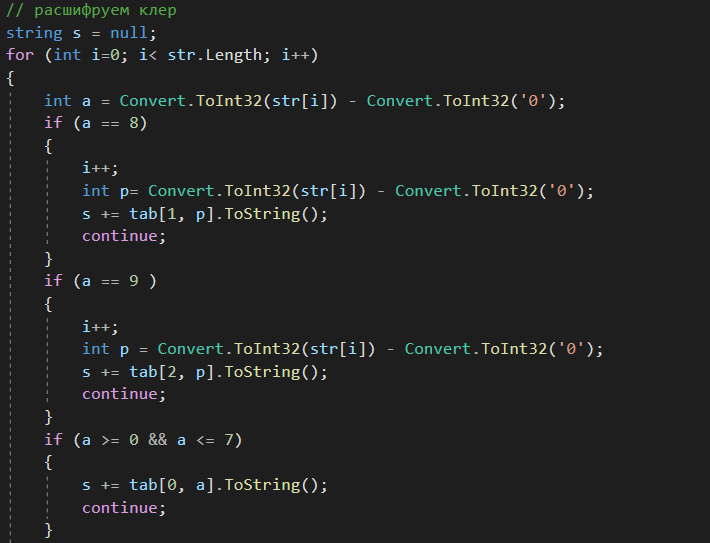 // расшифруем клер
string s = null;
for (int i=0; i< str.Length; i++)
{
int a = Convert.ToInt32(str[i]) - Convert.ToInt32('0');
if (a == 8)
{
i++;
int p= Convert.ToInt32(str[i]) - Convert.ToInt32('0');
s += tab[1, p].ToString();
continue;
}
if (a == 9 )
{
i++;
int p = Convert.ToInt32(str[i]) - Convert.ToInt32('0');
s += tab[2, p].ToString();
continue;
}
if (a >= 0 && a <= 7)
{
s += tab[0, a].ToString();
continue;
}